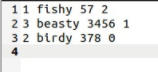 1 1 fishy 57 2
2 3 beasty 3456 1
3 2 birdy 378 0
4